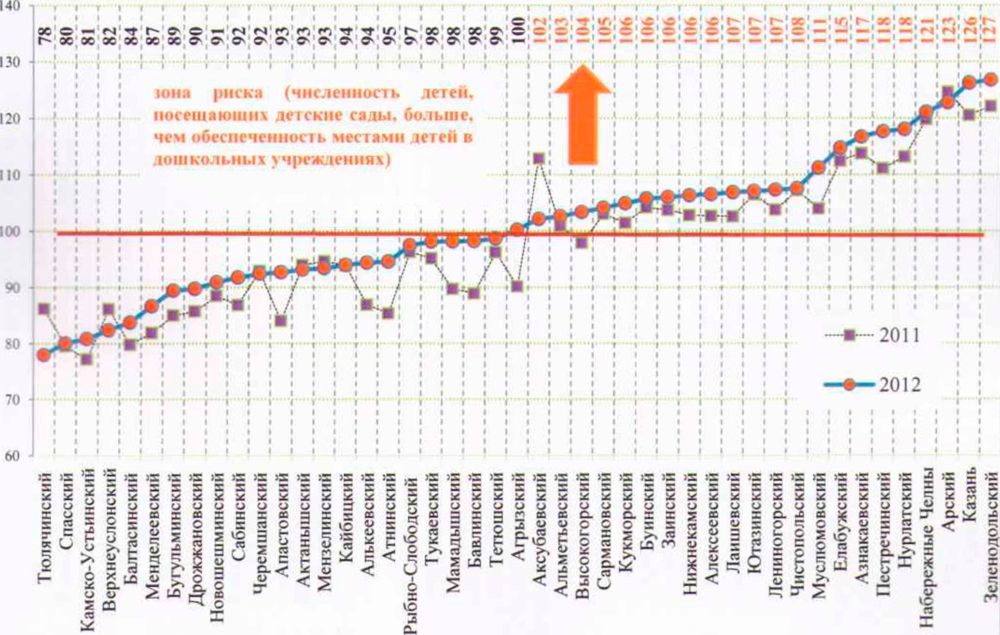 140
78 80 81 82 84 87 89 90 91 92 92 93 93 93 94 94 95 97 98 98 98 99 100 102 103 104 105 106 106 106 106 106 107 107 107 108 111 115 117 118 118 121 123 126 127
130
зона риска (численность детей,
посещающих детские сады, больше,
чем обеспеченность местами детей в
дошкольных учреждениях)
120
110
100
90
80
70
60
2011
2012
Тюлячинский
Спасский
Камско-Устьинский
Верхнеуслонский
Балтасинский
Менделеевский
Бугульминский
Дрожжановский
Новошешминский
Сабинский
Черемшанский
Апастовский
Актанышский
Мензелинский
Кайбицкий
Алькеевский
Атнинский
Рыбно-Слободский
Тукаевский
Мамадышский
Бавлинский
Тетюшский
Агрызский
Аксубаевский
Альметьевский
Высокогорский
Сармановский
Кукморский
Буинский
Заинский
Нижнекамский
Алексеевский
Лаишевский
Ютазинский
Лениногорский
Чистопольский
Муслюмовский
Елабужский
Азнакаевский
Пестречинский
Нурлатский
Набережные Челны
Арский
Казань
Зеленодольский